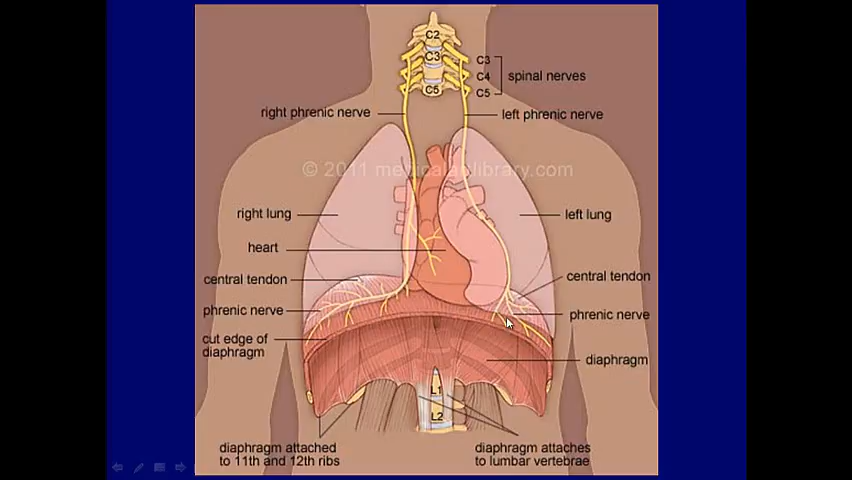 C2
C3
C3
C4
spinal nerves
C5
C5
right phrenic nerve
left phrenic nerve
© 2011 medicalartlibrary.com
right lung
left lung
heart
central tendon
central tendon
phrenic nerve
phrenic nerve
cut edge of
diaphragm
diaphragm
L1
L2
diaphragm attached
to 11th and 12th ribs
diaphragm attaches
to lumbar vertebrae